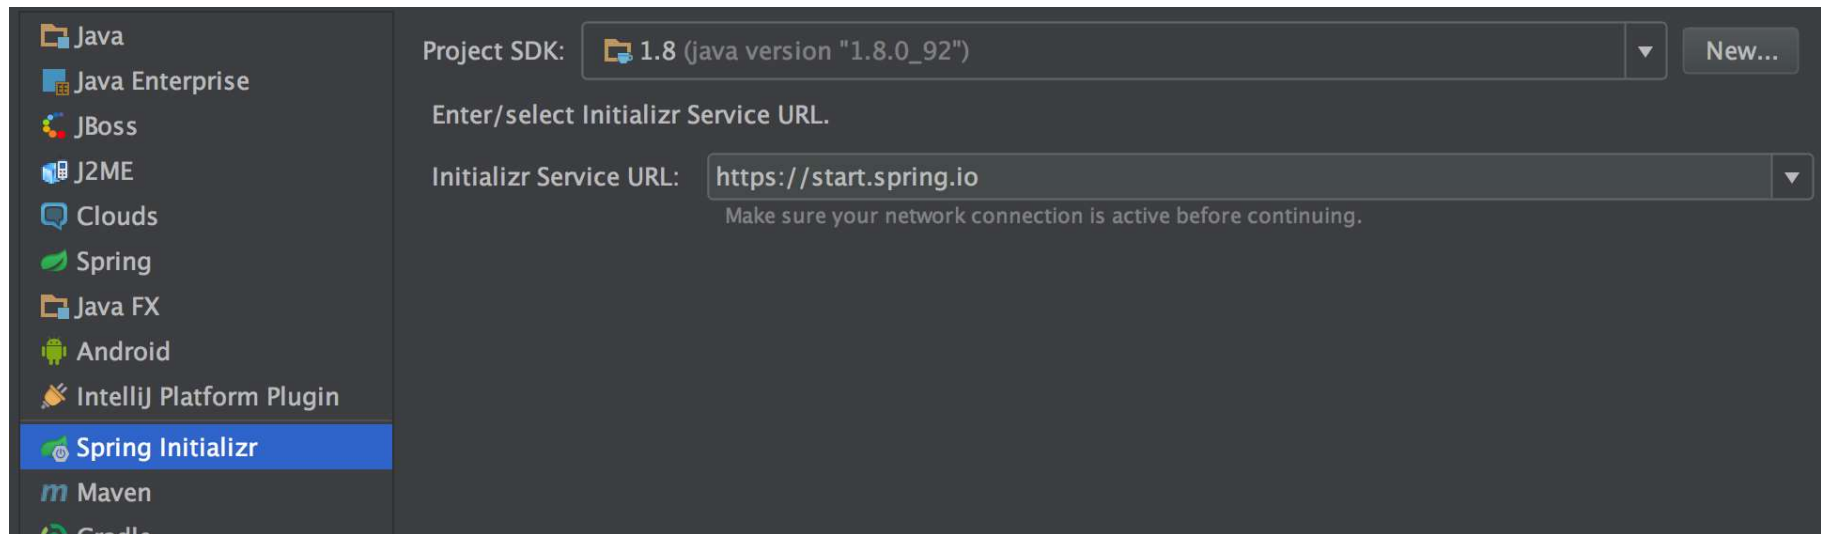 Java
Java Enterprise
JBoss
J2ME
Clouds
Spring
Java FX
Android
IntelliJ Platform Plugin
Spring Initializr
Maven
Gradle
Project SDK: 1.8 (java version "1.8.0_92") New...
Enter/select Initializr Service URL.
Initializr Service URL: https://start.spring.io
Make sure your network connection is active before continuing.